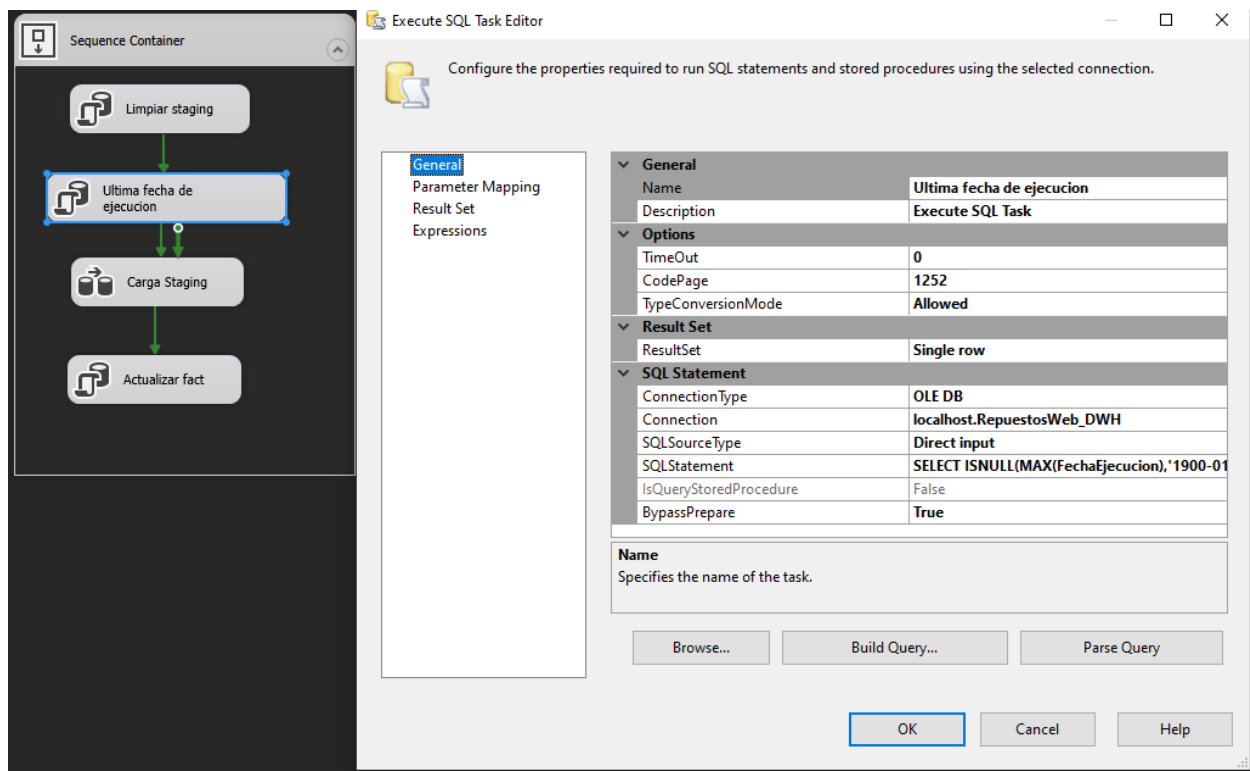 Sequence Container
Limpiar staging
Ultima fecha de
ejecucion
Carga Staging
Actualizar fact
Execute SQL Task Editor
Configure the properties required to run SQL statements and stored procedures using the selected connection.
General
Parameter Mapping
Result Set
Expressions
General
Name Ultima fecha de ejecucion
Description Execute SQL Task
Options
TimeOut 0
CodePage 1252
TypeConversionMode Allowed
Result Set
ResultSet Single row
SQL Statement
ConnectionType OLE DB
Connection localhost.RepuestosWeb_DWH
SQLSourceType Direct input
SQLStatement SELECT ISNULL(MAX(FechaEjecucion),'1900-01
IsQueryStoredProcedure False
BypassPrepare True
Name
Specifies the name of the task.
Browse... Build Query... Parse Query
OK Cancel Help